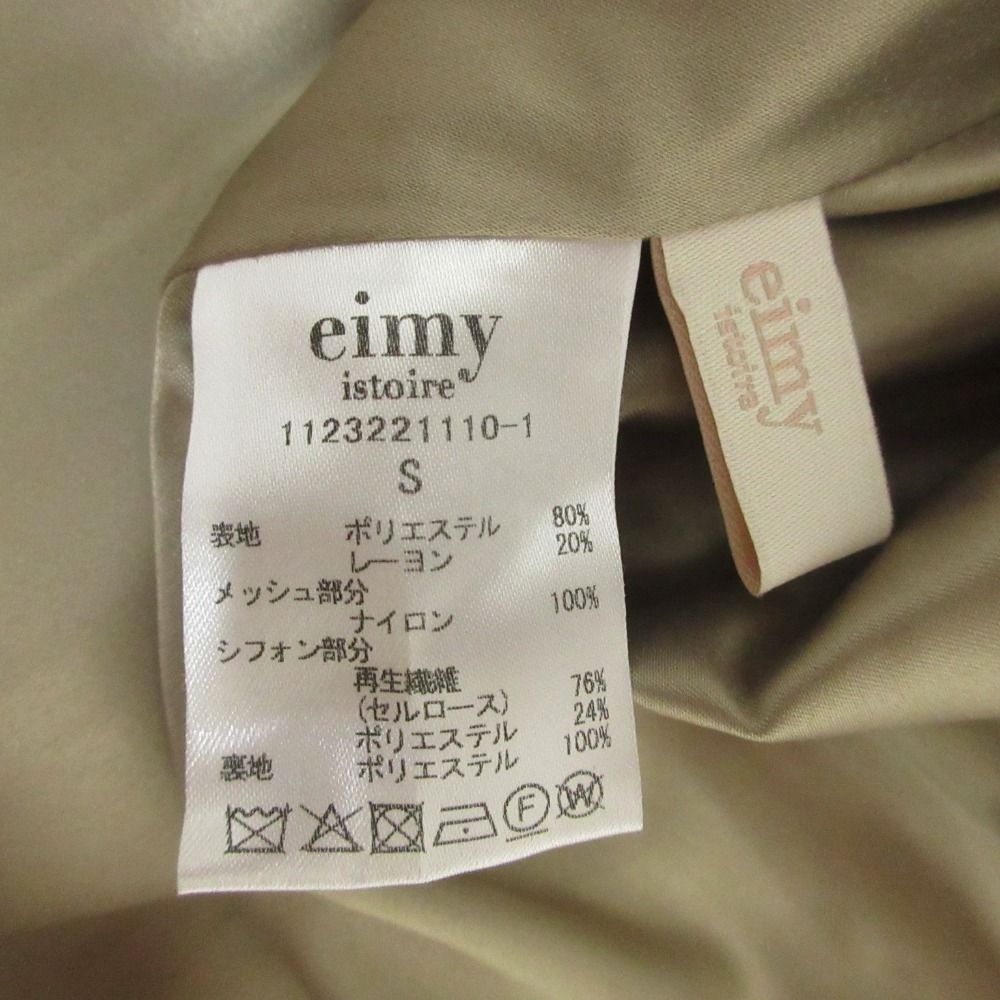 eimy
istoire®
1123221110-1
S
表地 ポリエステル 80%
レーヨン 20%
メッシュ部分
ナイロン 100%
シフォン部分
再生繊維 76%
(セルロース)
ポリエステル 24%
裏地 ポリエステル 100%
F
W
eimy
istoire